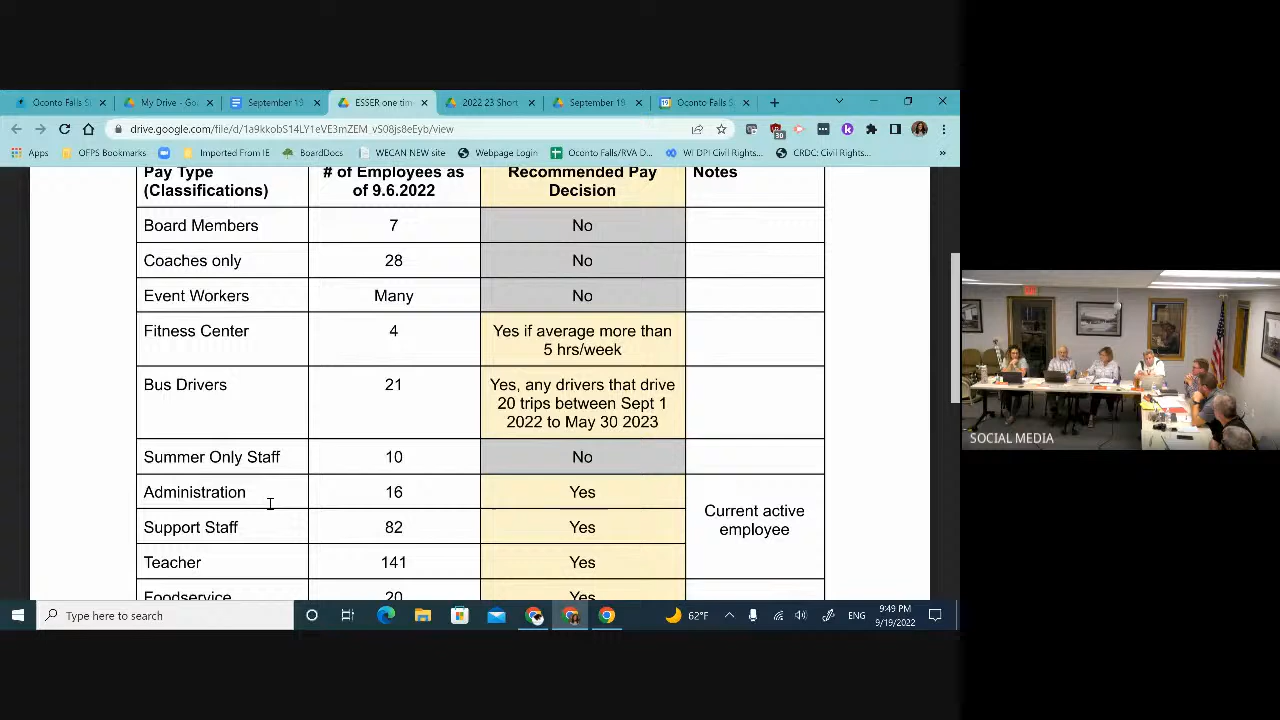 Oconto Falls S
My Drive - Go
September 19
ESSER one tim
2022 23 Short
September 19
Oconto Falls S
drive.google.com/file/d/1a9kkobS14LY1eVE3mZEM_vS08js8eEyb/view
30
Apps
OFPS Bookmarks
Imported From IE
BoardDocs
WECAN NEW site
Webpage Login
Oconto Falls/RVA D...
WI DPI Civil Rights...
CRDC: Civil Rights...
»
Pay Type
(Classifications)
# of Employees as
of 9.6.2022
Recommended Pay
Decision
Notes
Board Members
7
No
Coaches only
28
No
Event Workers
Many
No
Fitness Center
4
Yes if average more than
5 hrs/week
Bus Drivers
21
Yes, any drivers that drive
20 trips between Sept 1
2022 to May 30 2023
Summer Only Staff
10
No
Administration
16
Yes
Support Staff
82
Yes
Current active
employee
Teacher
141
Yes
Foodservice
20
Yes
SOCIAL MEDIA
Type here to search
62°F
ENG
9:49 PM
9/19/2022